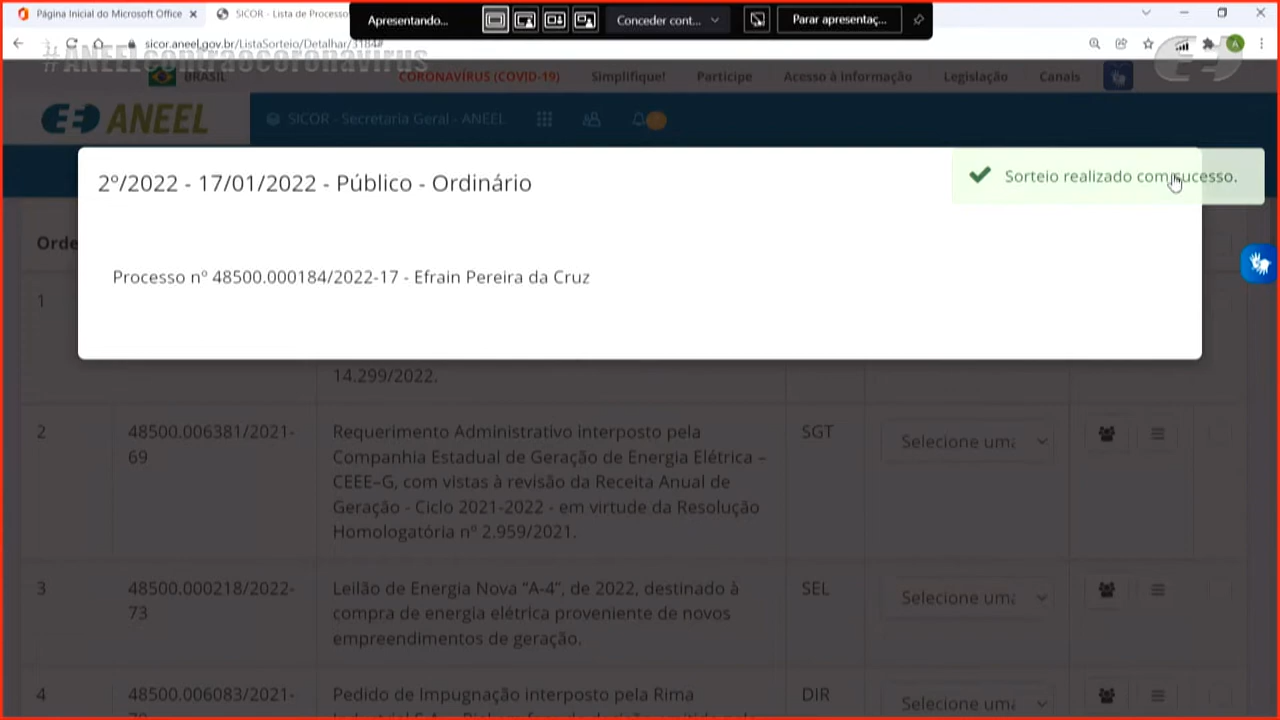 Página Inicial do Microsoft Office
SICOR - Lista de Processo
Apresentando...
Conceder cont...
Parar apresentaç...
sicor.aneel.gov.br/ListaSorteio/Detalhar/3184#
#ANEELcontraocoronavírus
BRASIL
CORONAVÍRUS (COVID-19)
Simplifique!
Participe
Acesso à informação
Legislação
Canais
ANEEL
SICOR - Secretaria Geral - ANEEL
2º/2022 - 17/01/2022 - Público - Ordinário
Sorteio realizado com sucesso.
Orde
Processo nº 48500.000184/2022-17 - Efrain Pereira da Cruz
1
14.299/2022.
2
48500.006381/2021-
69
Requerimento Administrativo interposto pela
Companhia Estadual de Geração de Energia Elétrica –
CEEE–G, com vistas à revisão da Receita Anual de
Geração - Ciclo 2021-2022 - em virtude da Resolução
Homologatória nº 2.959/2021.
SGT
Selecione uma
3
48500.000218/2022-
73
Leilão de Energia Nova “A-4”, de 2022, destinado à
compra de energia elétrica proveniente de novos
empreendimentos de geração.
SEL
Selecione uma
4
48500.006083/2021-
Pedido de Impugnação interposto pela Rima
DIR
Selecione uma